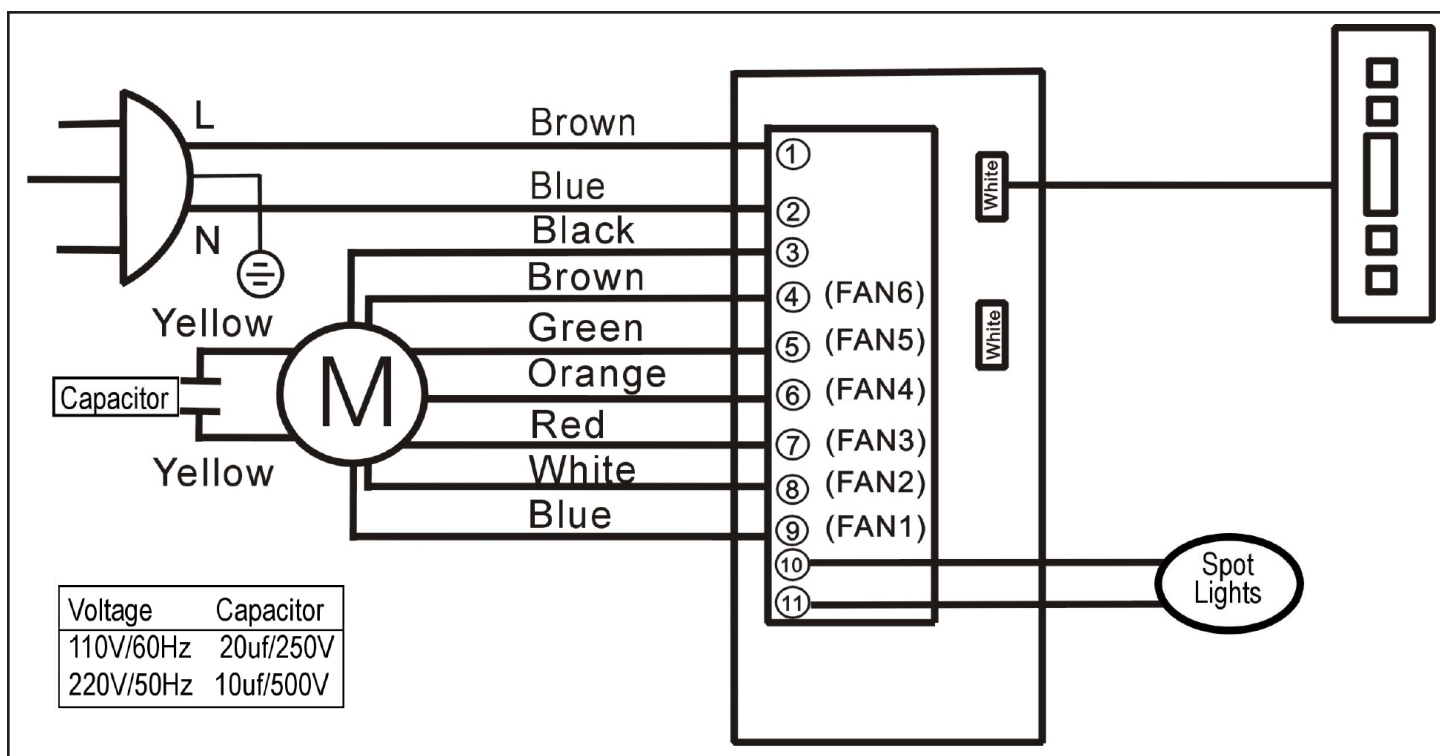 L
Brown
①
White
Blue
②
N
Black
③
Brown
④ (FAN6)
Yellow
Green
⑤ (FAN5)
White
M
Orange
⑥ (FAN4)
Capacitor
Red
⑦ (FAN3)
Yellow
White
⑧ (FAN2)
Blue
⑨ (FAN1)
⑩
⑪
Spot
Lights
Voltage Capacitor
110V/60Hz 20uf/250V
220V/50Hz 10uf/500V